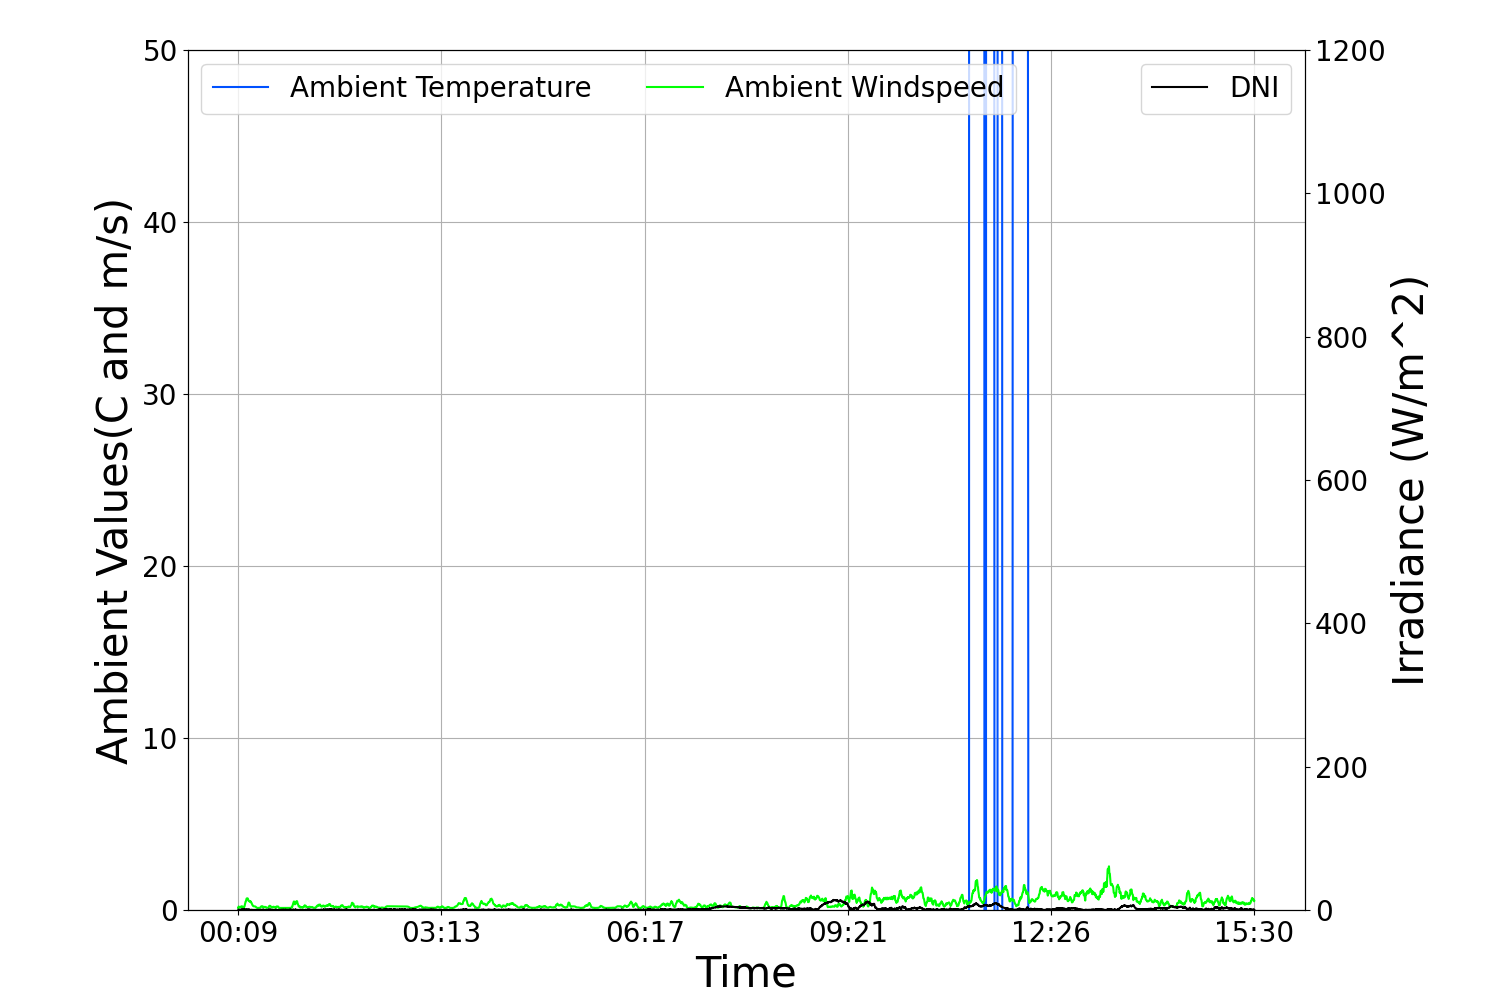 Ambient Temperature
Ambient Windspeed
DNI
Ambient Values(C and m/s)
50
40
30
20
10
0
1200
1000
800
600
400
200
0
Irradiance (W/m^2)
00:09 03:13 06:17 09:21 12:26 15:30
Time